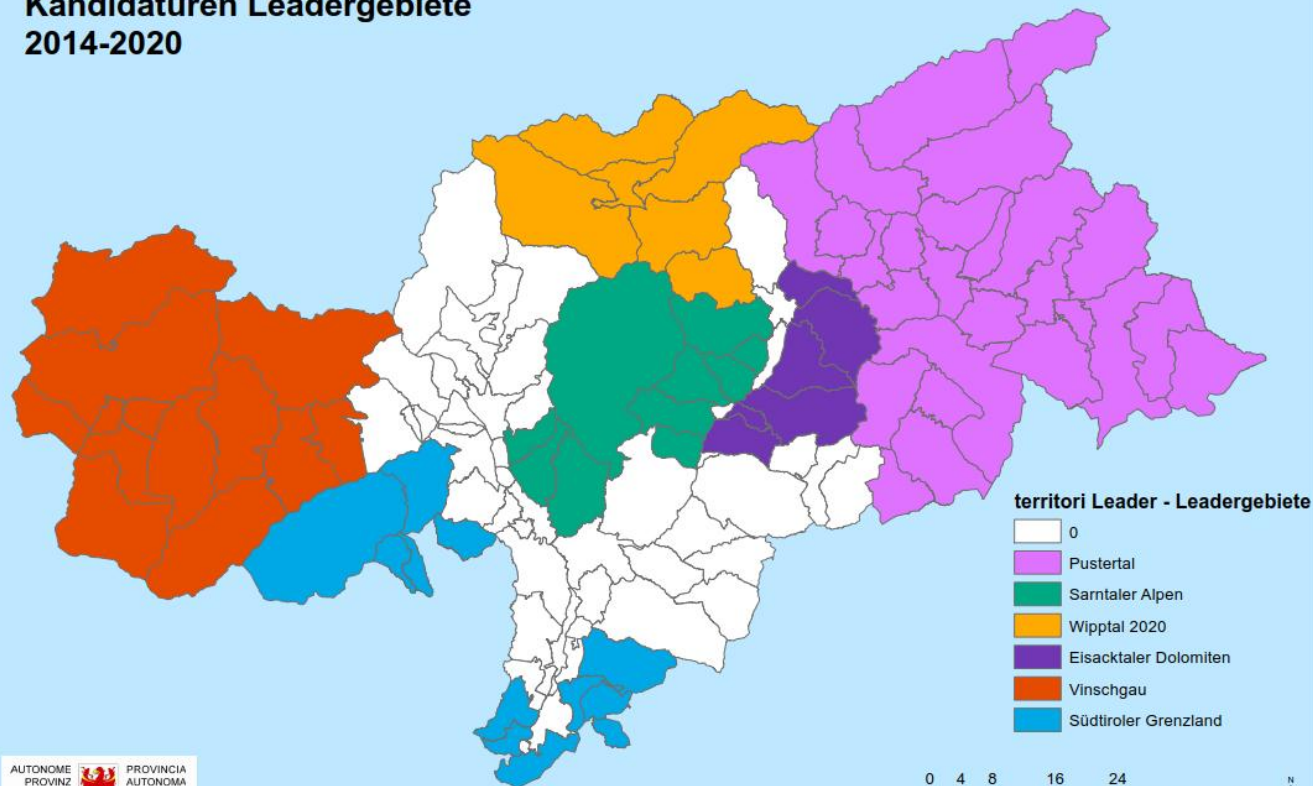 Kandidaturen Leadergebiete
2014-2020
territori Leader - Leadergebiete
0
Pustertal
Sarntaler Alpen
Wipptal 2020
Eisacktaler Dolomiten
Vinschgau
Südtiroler Grenzland
AUTONOME PROVINCIA
PROVINZ AUTONOMA
0 4 8 16 24
N